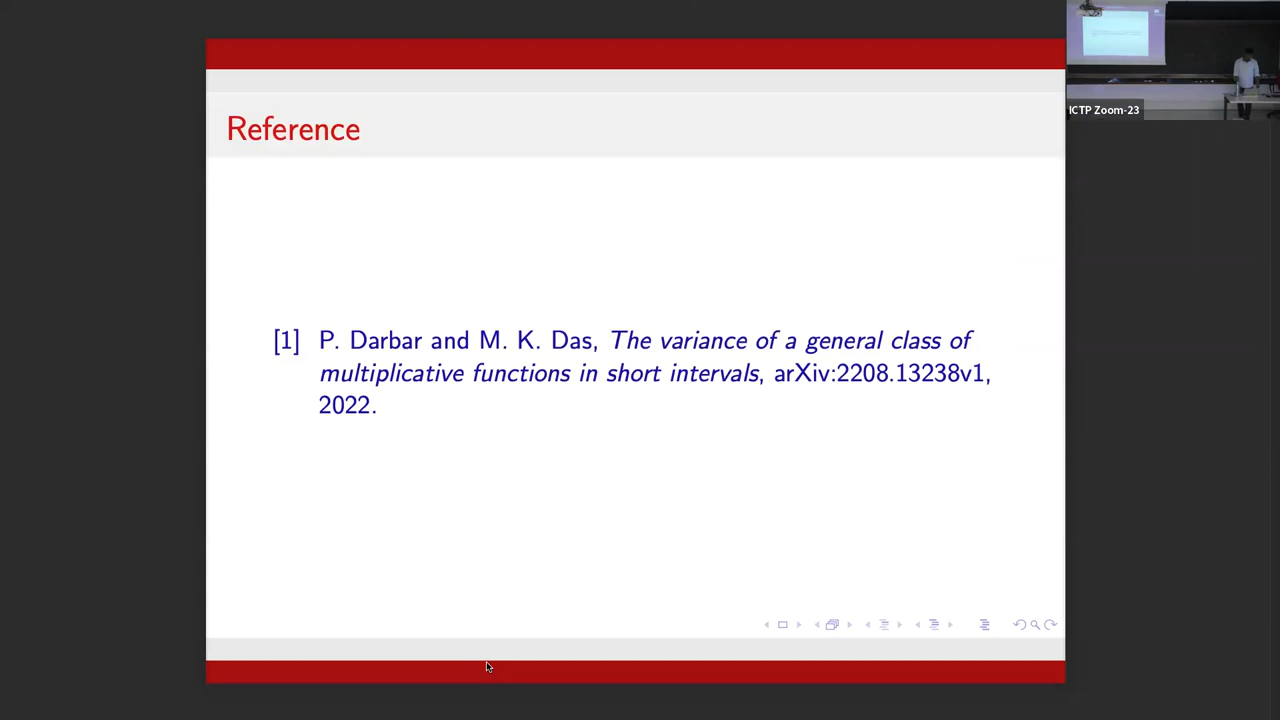 ICTP Zoom-23
Reference
[1] P. Darbar and M. K. Das, The variance of a general class of
multiplicative functions in short intervals, arXiv:2208.13238v1,
2022.